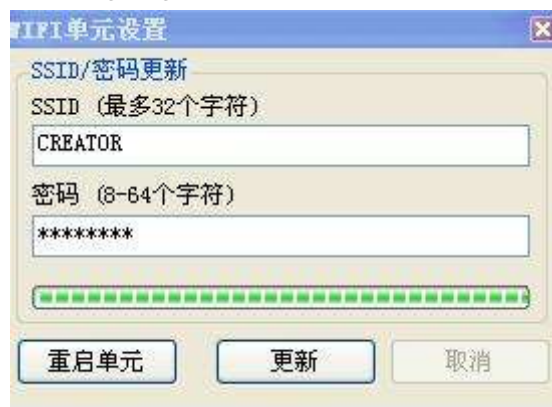 WIFI单元设置
SSID/密码更新
SSID (最多32个字符)
CREATOR
密码 (8-64个字符)
********
重启单元 更新 取消